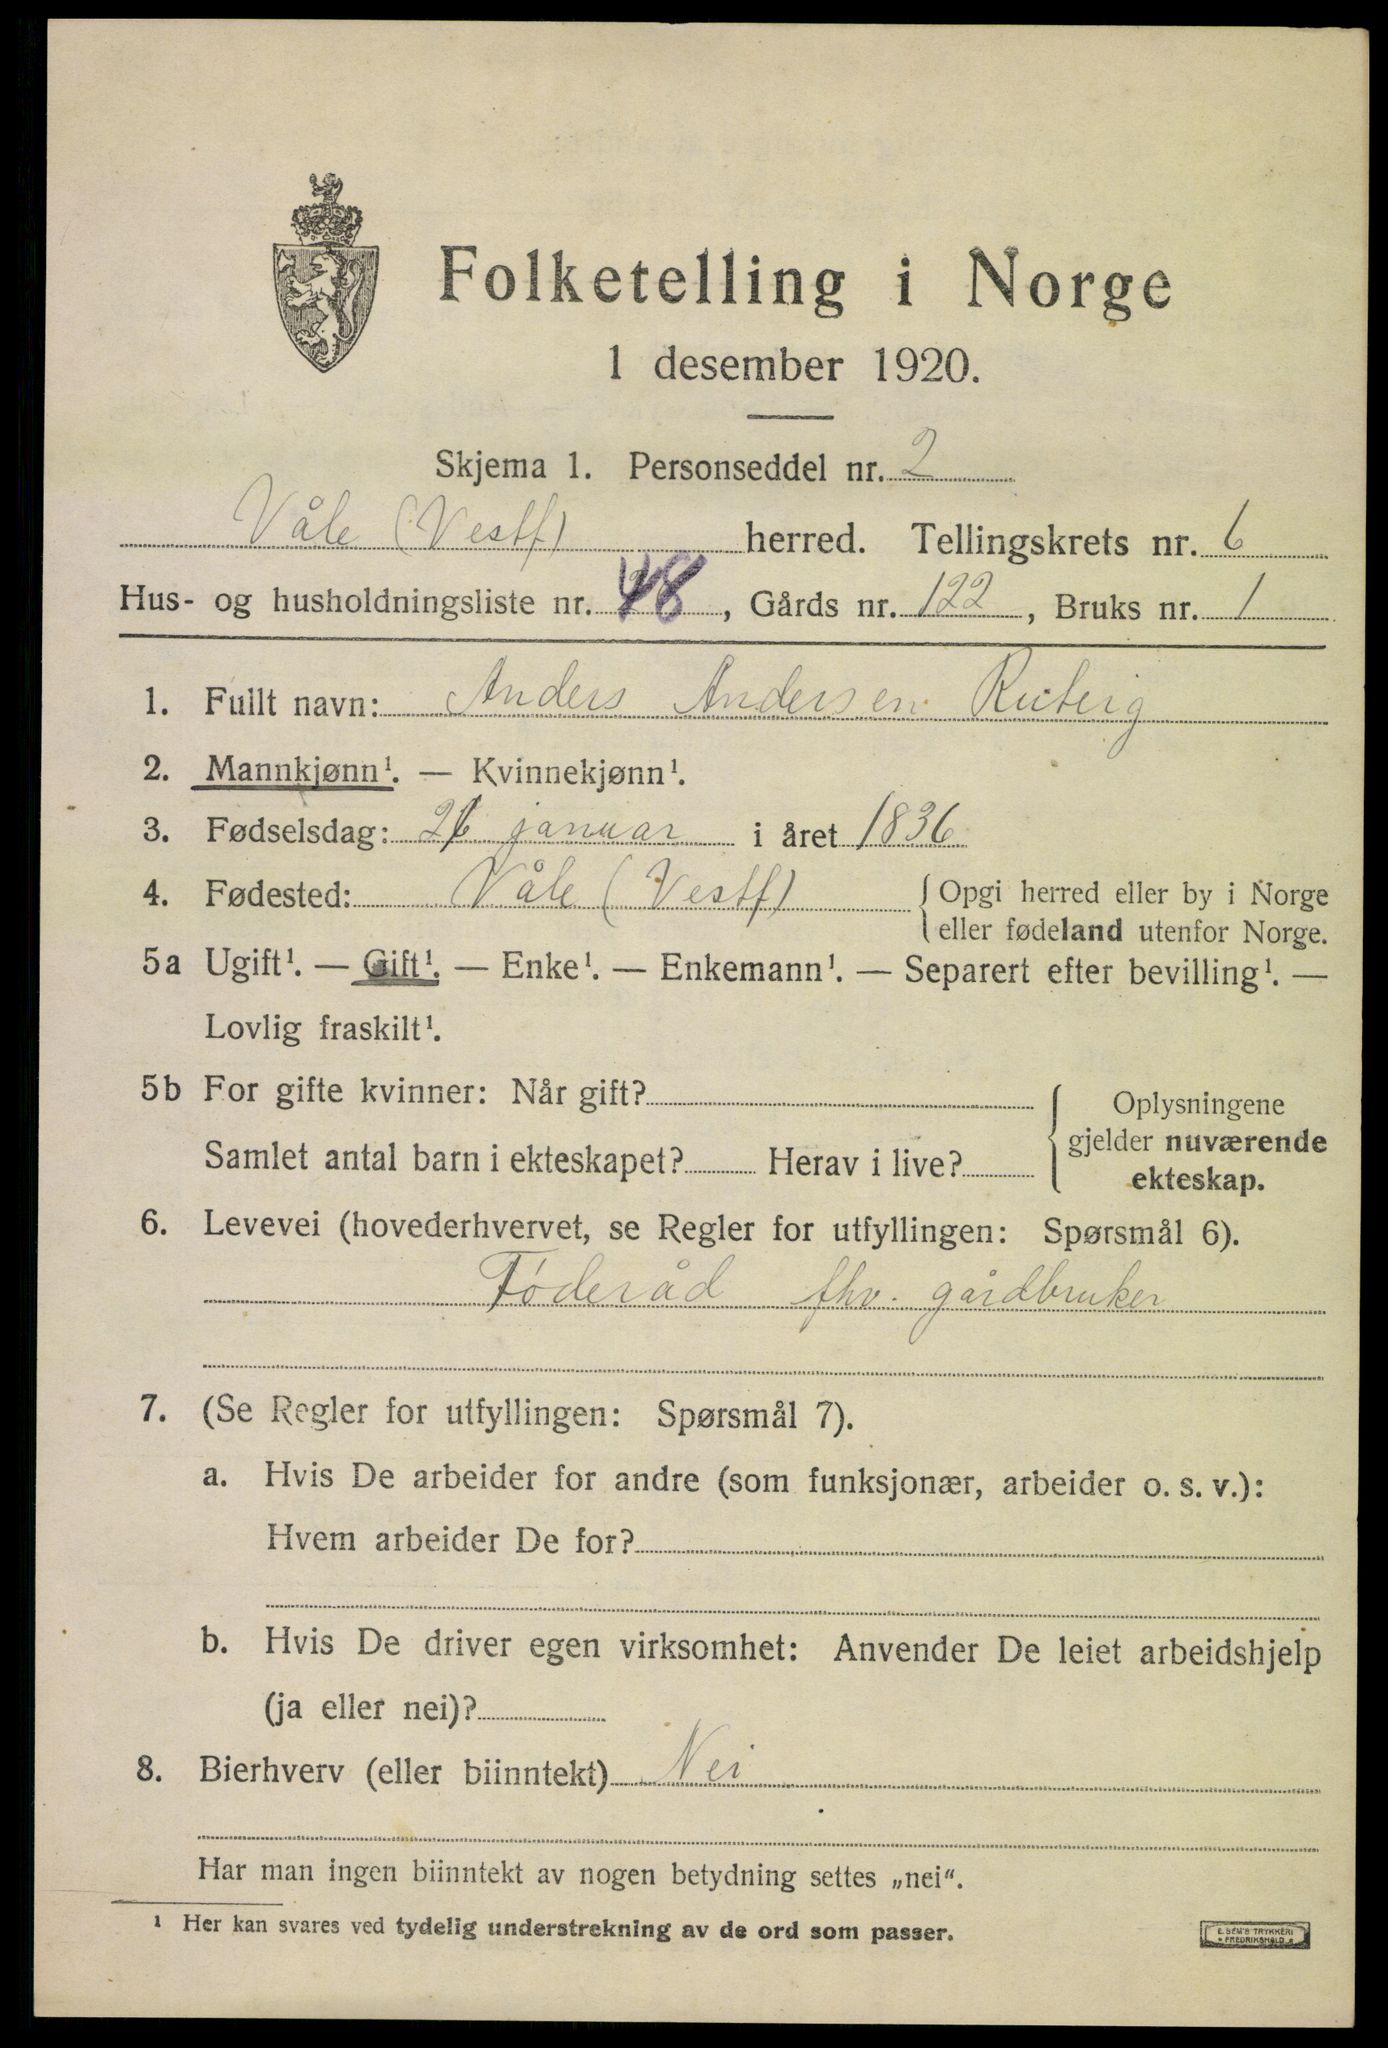 Folketelling i Norge
1 desember 1920.
Skjema 1. Personseddel nr. 2
Våle (Vestf) herred. Tellingskrets nr. 6
Hus- og husholdningsliste nr. 48, Gårds nr. 122, Bruks nr. 1
1. Fullt navn: Anders Andersen
2. Mannkjønn¹. — Kvinnekjønn¹.
3. Fødselsdag: januar i året 1836
4. Fødested: Våle (Vestf) { Opgi herred eller by i Norge
eller fødeland utenfor Norge.
5a Ugift¹. — Gift¹. — Enke¹. — Enkemann¹. — Separert efter bevilling¹. —
Lovlig fraskilt¹.
5b For gifte kvinner: Når gift?
Samlet antal barn i ekteskapet? Herav i live?
{ Oplysningene
gjelder nuværende
ekteskap.
6. Levevei (hovederhvervet, se Regler for utfyllingen: Spørsmål 6).
Föderåd fhv. gårdbruker
7. (Se Regler for utfyllingen: Spørsmål 7).
a. Hvis De arbeider for andre (som funksjonær, arbeider o. s. v.):
Hvem arbeider De for?
b. Hvis De driver egen virksomhet: Anvender De leiet arbeidshjelp
(ja eller nei)?
8. Bierhverv (eller biinntekt) Nei
Har man ingen biinntekt av nogen betydning settes „nei“.
¹ Her kan svares ved tydelig understrekning av de ord som passer.
E. SEM'S TRYKKERI
FREDRIKSHALD